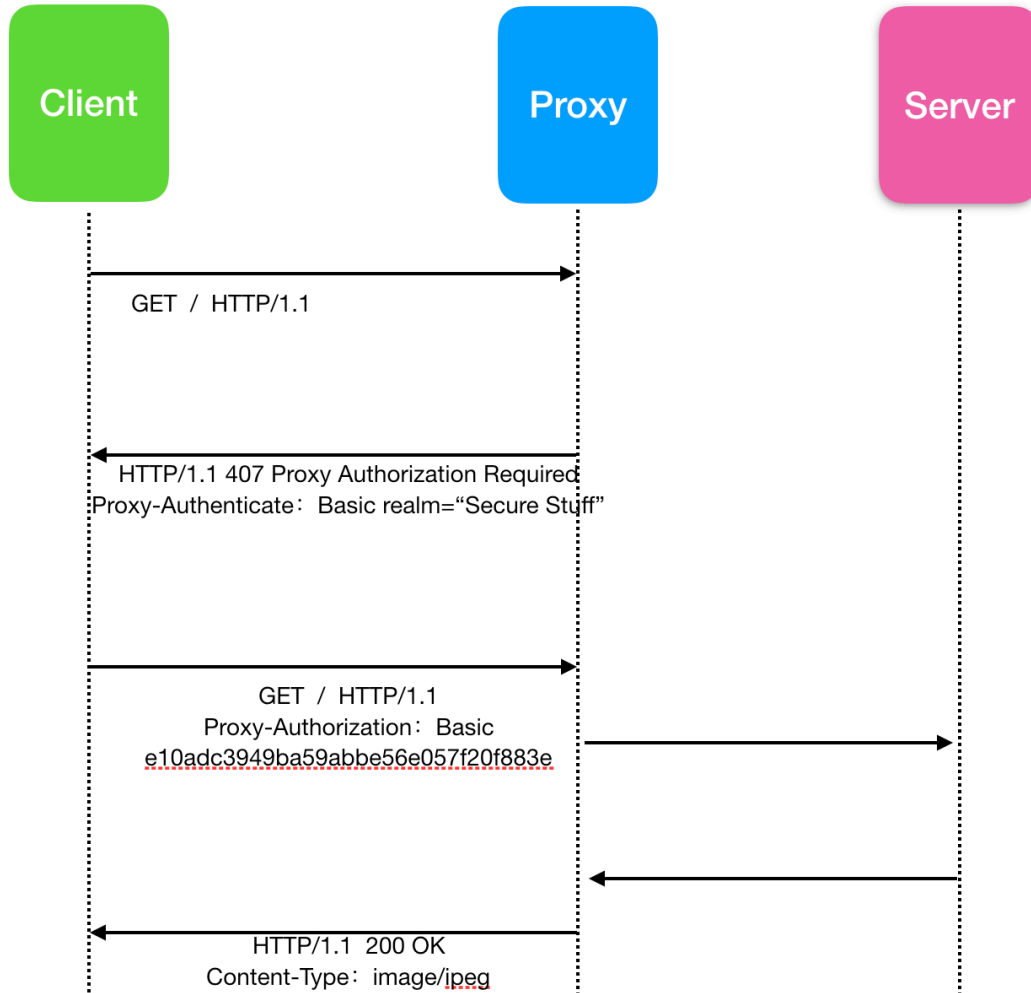 Client
Proxy
Server
GET / HTTP/1.1
HTTP/1.1 407 Proxy Authorization Required
Proxy-Authenticate：Basic realm=“Secure Stuff”
GET / HTTP/1.1
Proxy-Authorization：Basic
e10adc3949ba59abbe56e057f20f883e
HTTP/1.1 200 OK
Content-Type：image/ipeg